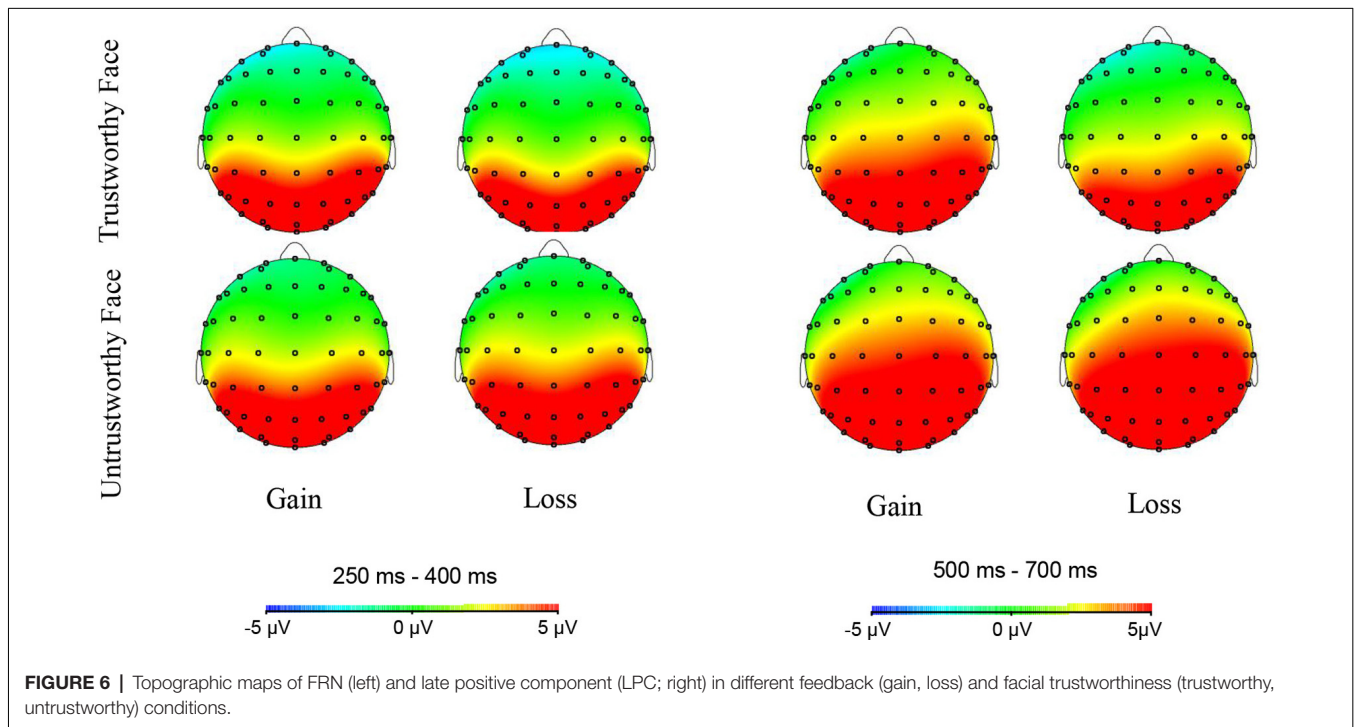 Trustworthy Face
Untrustworthy Face
Gain
Loss
Gain
Loss
250 ms - 400 ms
-5 µV
0 µV
5 µV
500 ms - 700 ms
-5 µV
0 µV
5µV
FIGURE 6 | Topographic maps of FRN (left) and late positive component (LPC; right) in different feedback (gain, loss) and facial trustworthiness (trustworthy,
untrustworthy) conditions.